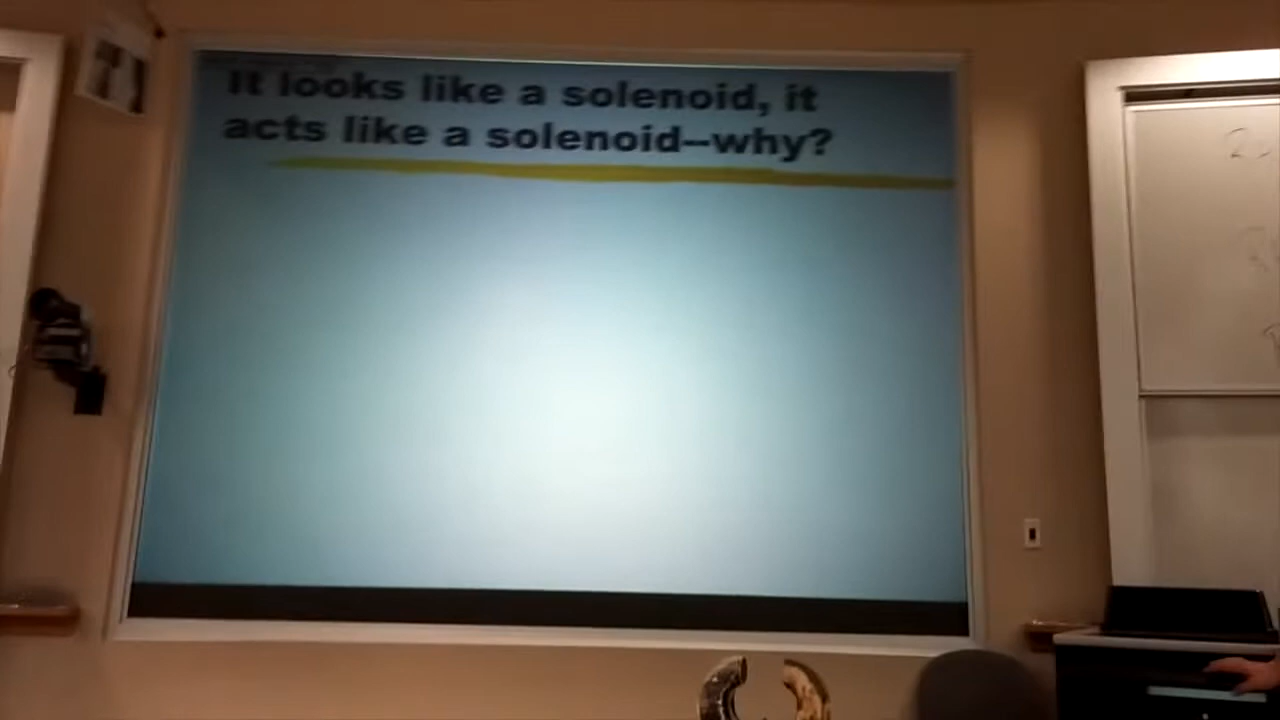 It looks like a solenoid, it
acts like a solenoid--why?